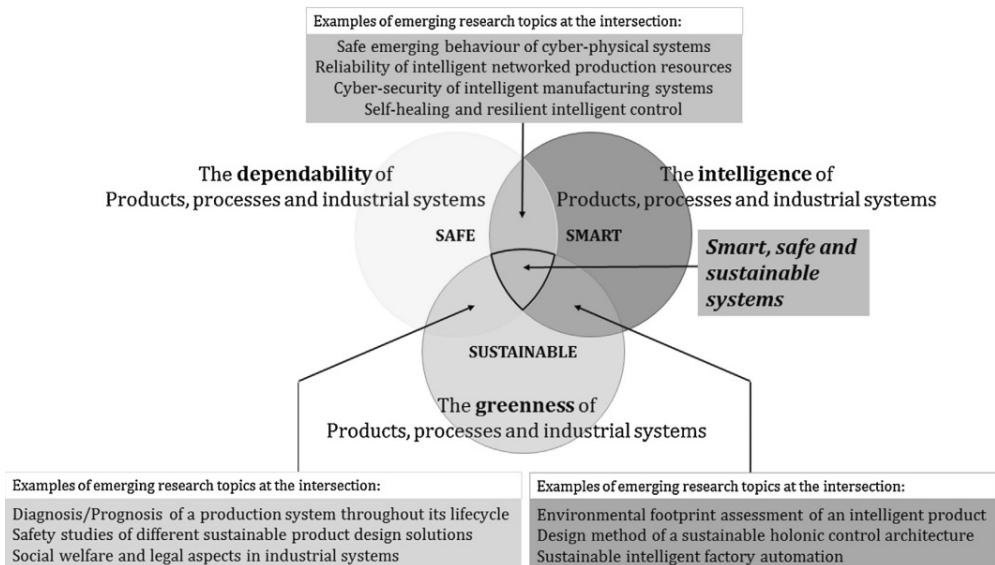 Examples of emerging research topics at the intersection:
Safe emerging behaviour of cyber-physical systems
Reliability of intelligent networked production resources
Cyber-security of intelligent manufacturing systems
Self-healing and resilient intelligent control
The dependability of
Products, processes and industrial systems
The intelligence of
Products, processes and industrial systems
SAFE
SMART
Smart, safe and
sustainable
systems
SUSTAINABLE
The greenness of
Products, processes and industrial systems
Examples of emerging research topics at the intersection:
Diagnosis/Prognosis of a production system throughout its lifecycle
Safety studies of different sustainable product design solutions
Social welfare and legal aspects in industrial systems
Examples of emerging research topics at the intersection:
Environmental footprint assessment of an intelligent product
Design method of a sustainable holonic control architecture
Sustainable intelligent factory automation